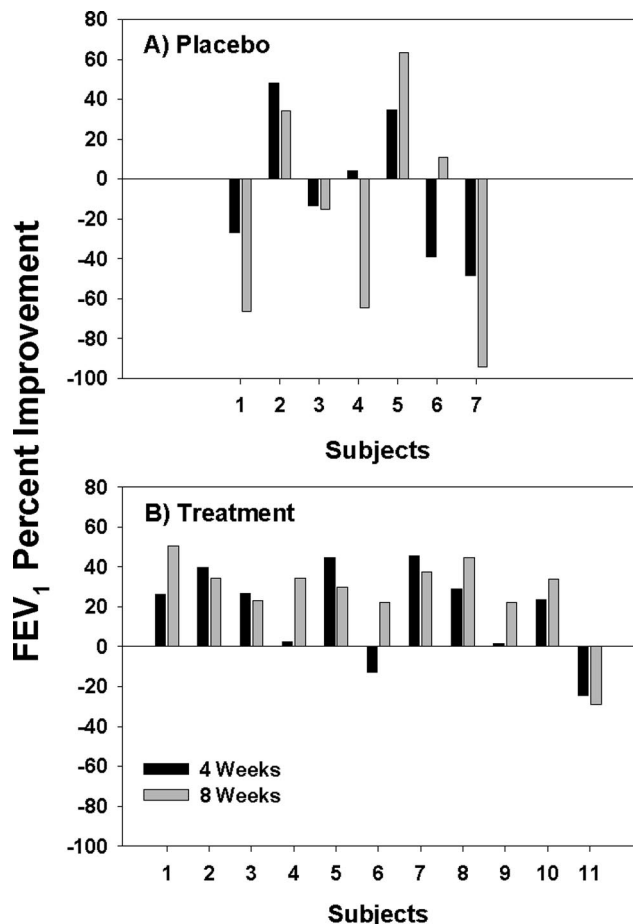 FEV1 Percent Improvement
A) Placebo
80
60
40
20
0
-20
-40
-60
-80
-100
1 2 3 4 5 6 7
Subjects
B) Treatment
80
60
40
20
0
-20
-40
-60
-80
-100
4 Weeks
8 Weeks
1 2 3 4 5 6 7 8 9 10 11
Subjects